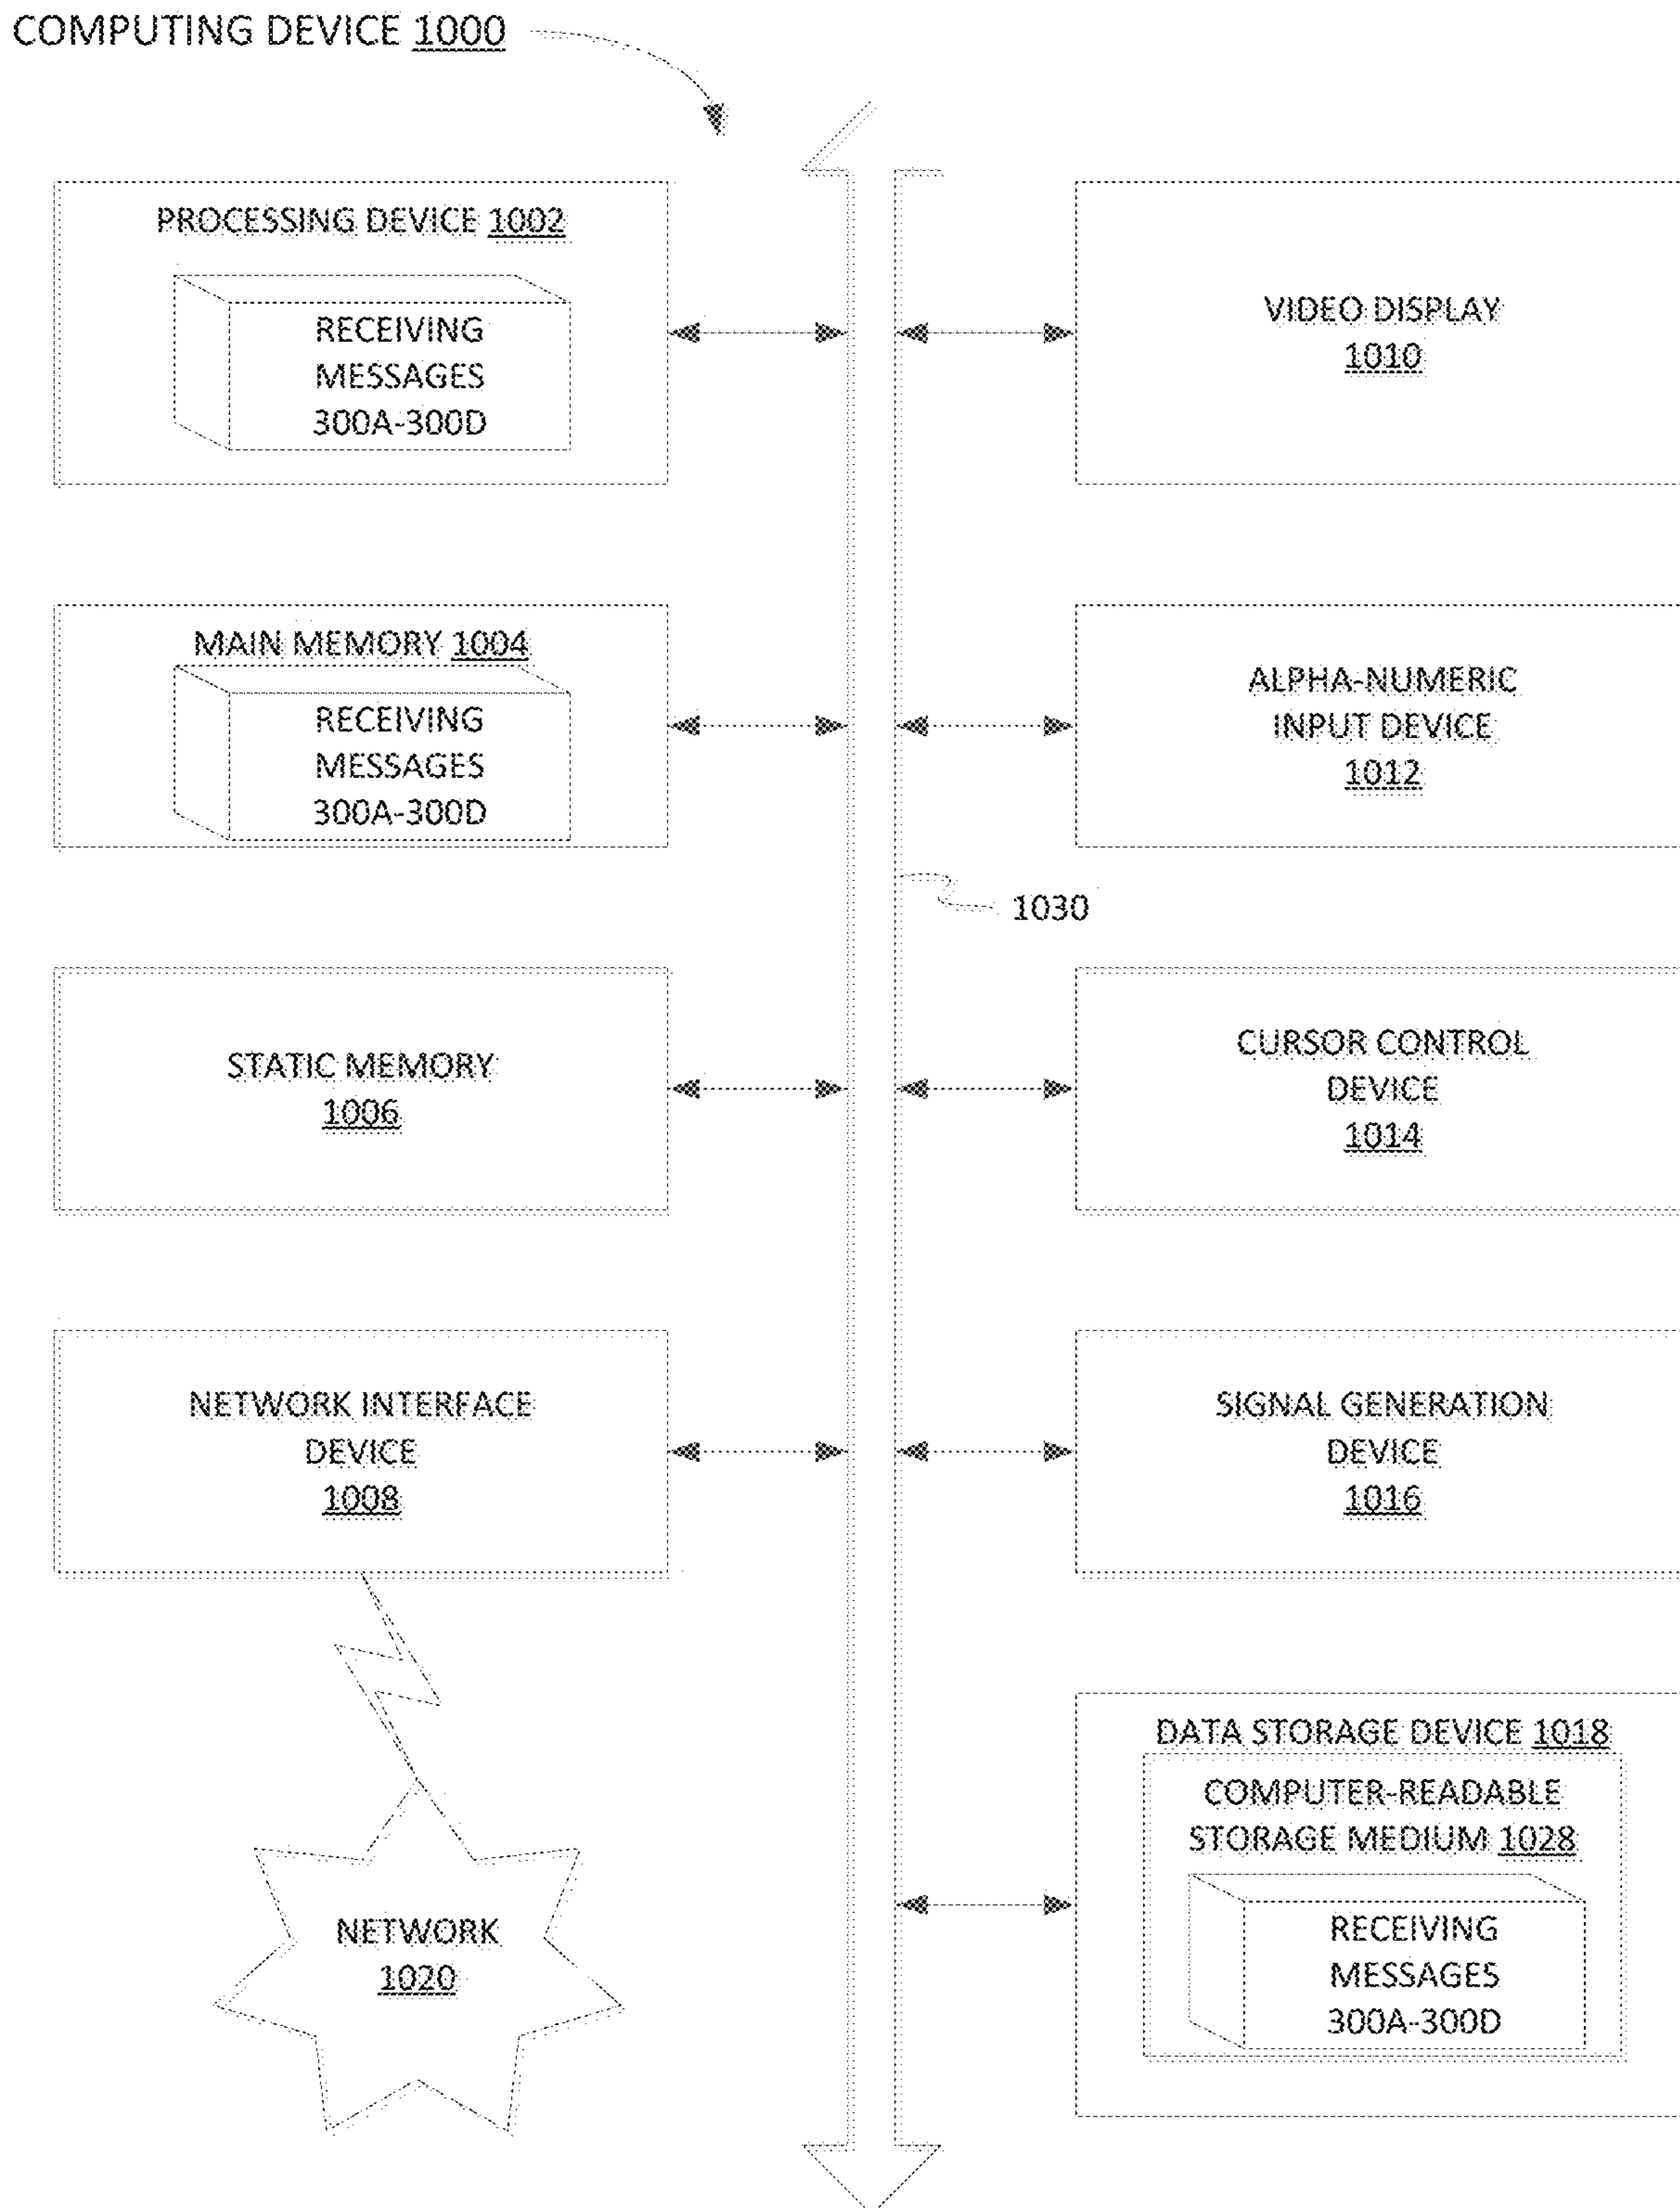 COMPUTING DEVICE 1000
PROCESSING DEVICE 1002
RECEIVING
MESSAGES
300A-300D
VIDEO DISPLAY
1010
MAIN MEMORY 1004
RECEIVING
MESSAGES
300A-300D
ALPHA-NUMERIC
INPUT DEVICE
1012
1030
STATIC MEMORY
1006
CURSOR CONTROL
DEVICE
1014
NETWORK INTERFACE
DEVICE
1008
SIGNAL GENERATION
DEVICE
1016
DATA STORAGE DEVICE 1018
COMPUTER-READABLE
STORAGE MEDIUM 1028
RECEIVING
MESSAGES
300A-300D
NETWORK
1020